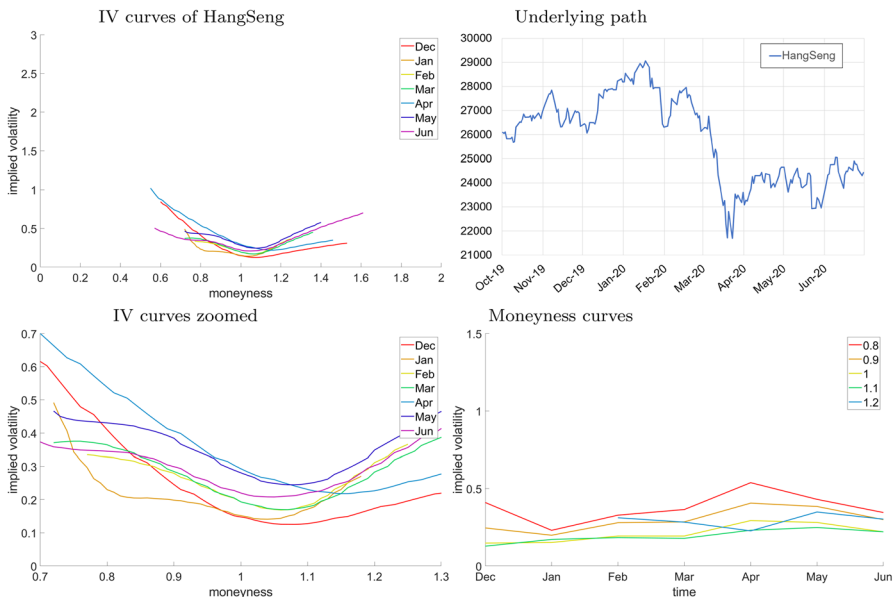 IV curves of HangSeng
3
2.5
2
1.5
1
0.5
0
implied volatility
0 0.2 0.4 0.6 0.8 1 1.2 1.4 1.6 1.8 2
moneyness
Dec
Jan
Feb
Mar
Apr
May
Jun
Underlying path
30000
29000
28000
27000
26000
25000
24000
23000
22000
21000
HangSeng
Oct-19 Nov-19 Dec-19 Jan-20 Feb-20 Mar-20 Apr-20 May-20 Jun-20
IV curves zoomed
0.7
0.6
0.5
0.4
0.3
0.2
0.1
0
implied volatility
0.7 0.8 0.9 1 1.1 1.2 1.3
moneyness
Dec
Jan
Feb
Mar
Apr
May
Jun
Moneyness curves
1.5
1
0.5
0
implied volatility
Dec Jan Feb Mar Apr May Jun
time
0.8
0.9
1
1.1
1.2